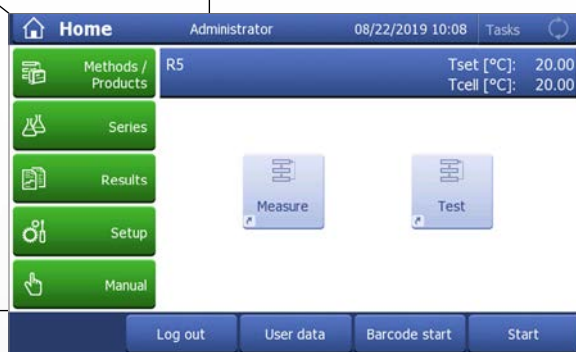 Home Administrator 08/22/2019 10:08 Tasks
Methods / Products
R5 Tset [°C]: 20.00
Tcell [°C]: 20.00
Series
Results
Setup
Manual
Measure
Test
Log out User data Barcode start Start